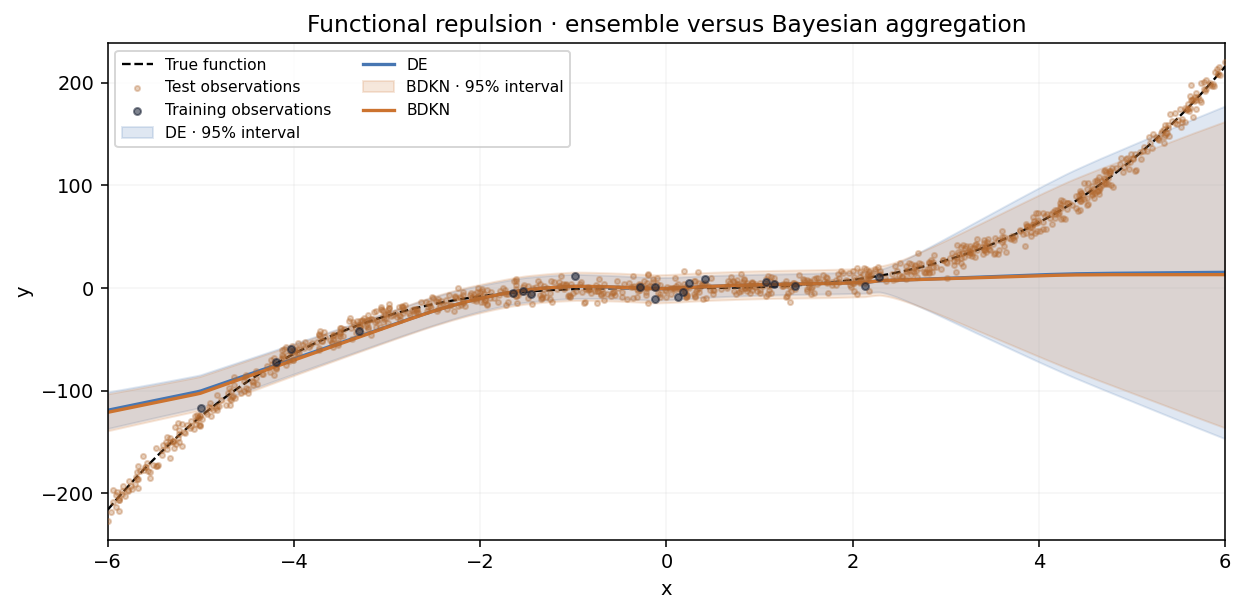 Functional repulsion · ensemble versus Bayesian aggregation
True function
Test observations
Training observations
DE · 95% interval
DE
BDKN · 95% interval
BDKN
200
100
0
−100
−200
y
−6
−4
−2
0
2
4
6
x